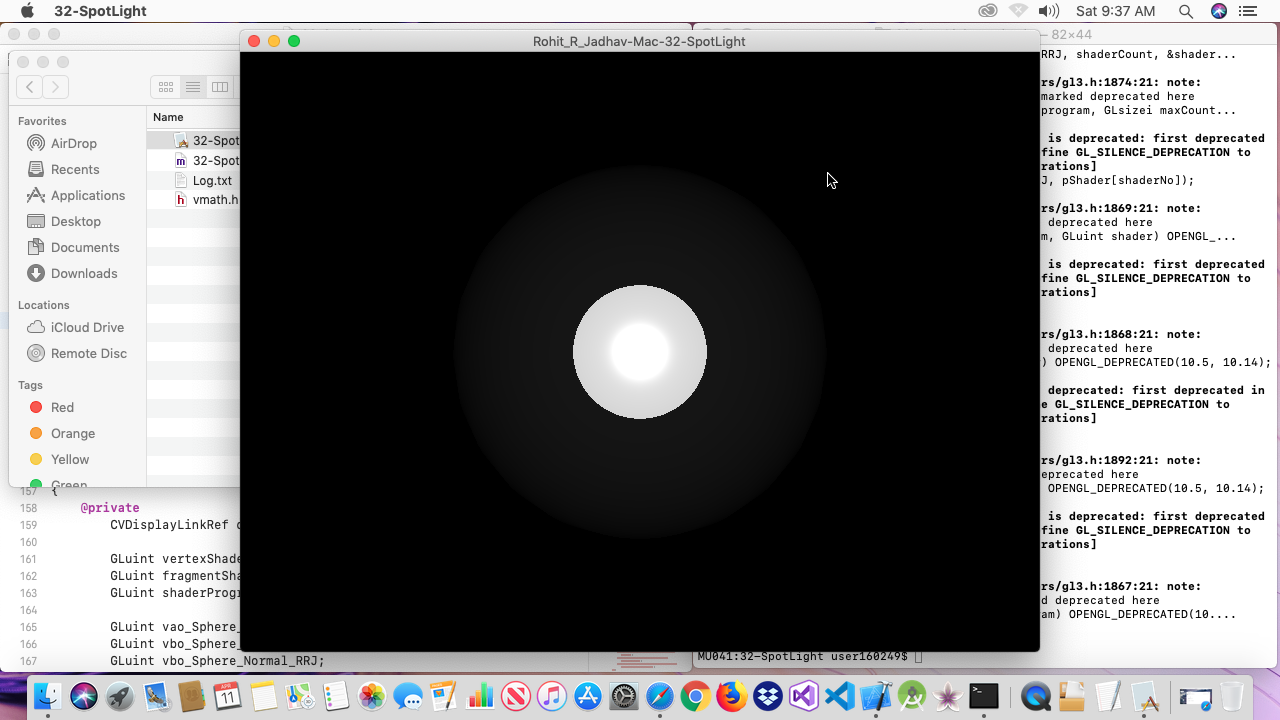 32-SpotLight
Sat 9:37 AM
Rohit_R_Jadhav-Mac-32-SpotLight
— 82×44
Name
Favorites
AirDrop
Recents
Applications
Desktop
Documents
Downloads
Locations
iCloud Drive
Remote Disc
Tags
Red
Orange
Yellow
Green
32-Spot
32-Spot
Log.txt
vmath.h
157 {
158 @private
159 CVDisplayLinkRef
160
161 GLuint vertexShade
162 GLuint fragmentSha
163 GLuint shaderProgr
164
165 GLuint vao_Sphere_
166 GLuint vbo_Sphere_
167 GLuint vbo_Sphere_Normal_RRJ;
RRJ, shaderCount, &shader...
rs/gl3.h:1874:21: note:
marked deprecated here
program, GLsizei maxCount...
is deprecated: first deprecated
fine GL_SILENCE_DEPRECATION to
rations]
J, pShader[shaderNo]);
rs/gl3.h:1869:21: note:
deprecated here
m, GLuint shader) OPENGL_...
is deprecated: first deprecated
fine GL_SILENCE_DEPRECATION to
rations]
rs/gl3.h:1868:21: note:
deprecated here
) OPENGL_DEPRECATED(10.5, 10.14);
deprecated: first deprecated in
e GL_SILENCE_DEPRECATION to
rations]
rs/gl3.h:1892:21: note:
eprecated here
OPENGL_DEPRECATED(10.5, 10.14);
is deprecated: first deprecated
fine GL_SILENCE_DEPRECATION to
rations]
rs/gl3.h:1867:21: note:
d deprecated here
am) OPENGL_DEPRECATED(10....
MU041:32-SpotLight user160249$
APR
11